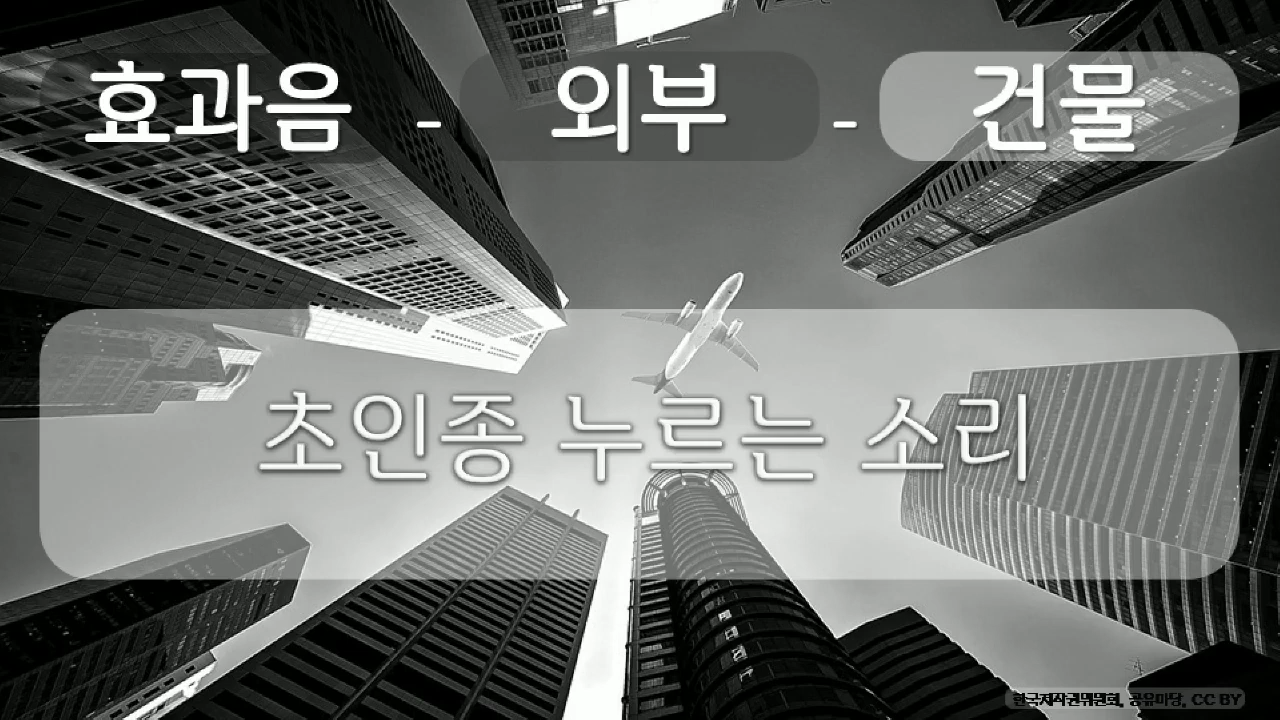 효과음 - 외부 - 건물
초인종 누르는 소리
한국저작권위원회, 공유마당, CC BY